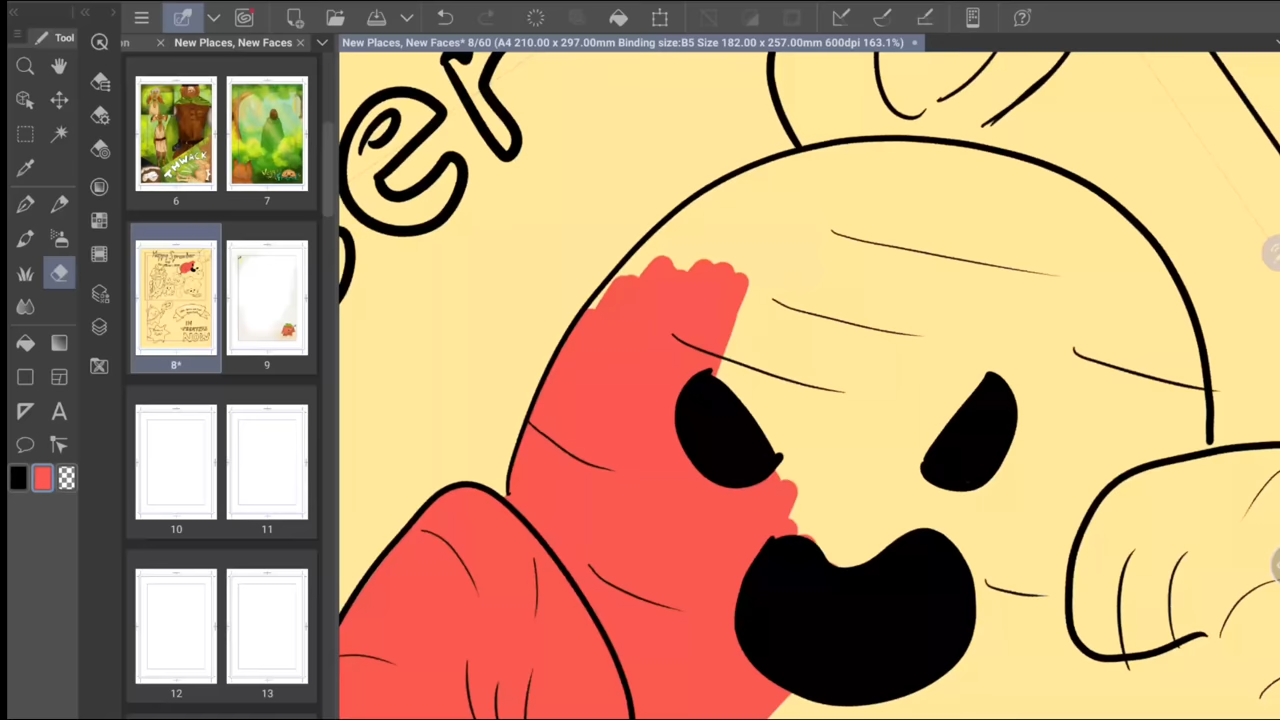 Tool
n
New Places, New Faces
New Places, New Faces* 8/60 (A4 210.00 x 297.00mm Binding size:B5 Size 182.00 x 257.00mm 600dpi 163.1%)
er
THWACK
6
7
8*
9
10
11
12
13